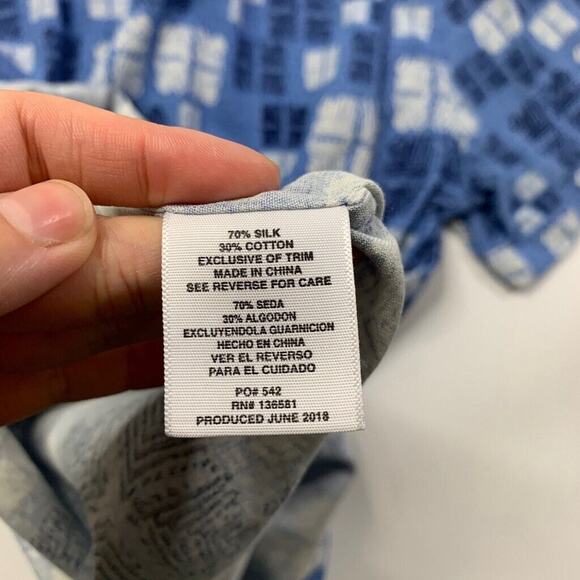 70% SILK
30% COTTON
EXCLUSIVE OF TRIM
MADE IN CHINA
SEE REVERSE FOR CARE
70% SEDA
30% ALGODON
EXCLUYENDOLA GUARNICION
HECHO EN CHINA
VER EL REVERSO
PARA EL CUIDADO
PO# 542
RN# 136581
PRODUCED JUNE 2018